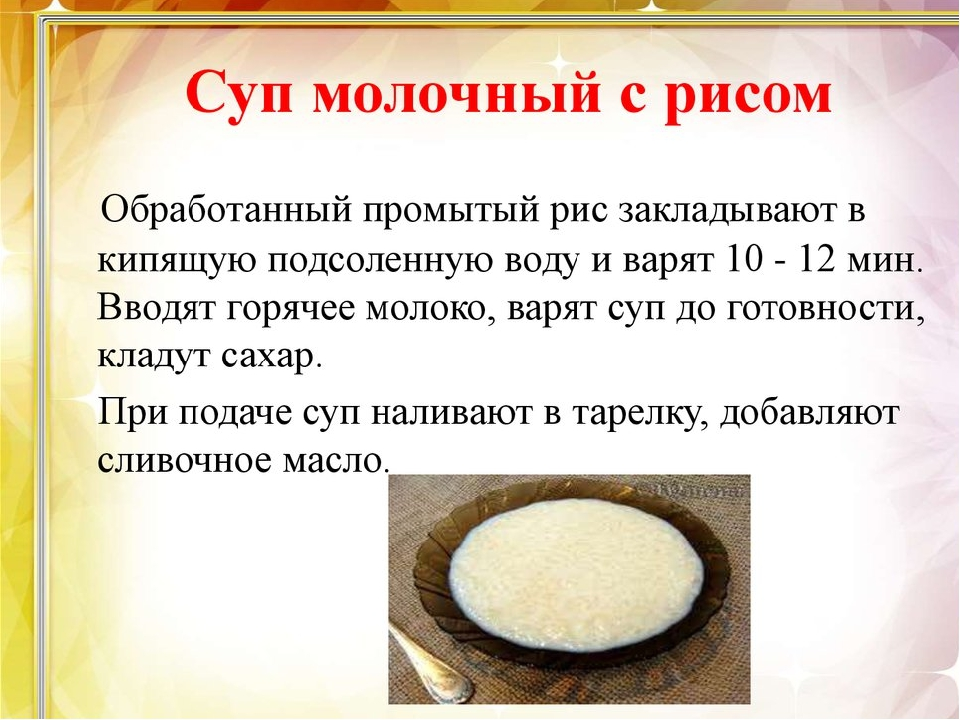 Суп молочный с рисом
Обработанный промытый рис закладывают в
кипящую подсоленную воду и варят 10 - 12 мин.
Вводят горячее молоко, варят суп до готовности,
кладут сахар.
При подаче суп наливают в тарелку, добавляют
сливочное масло.